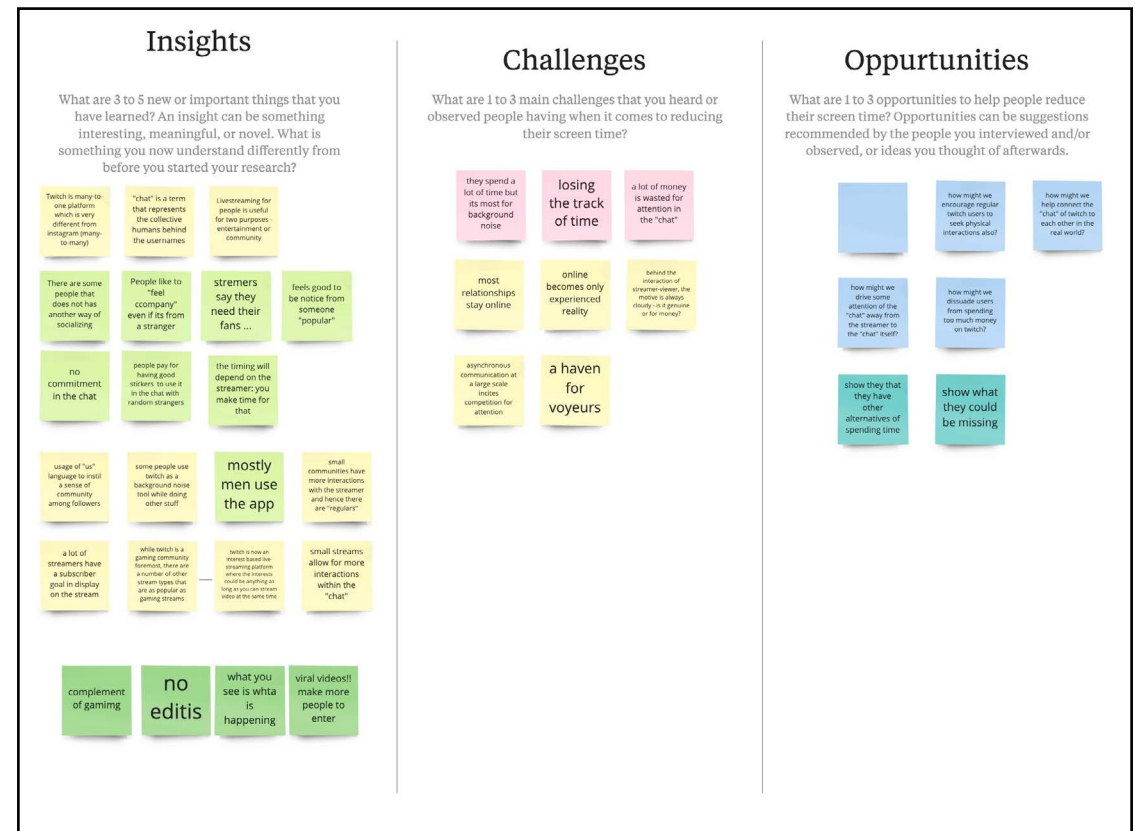 Insights
What are 3 to 5 new or important things that you
have learned? An insight can be something
interesting, meaningful, or novel. What is
something you now understand differently from
before you started your research?
Twitch is many-to-
one platform
which is very
different from
instagram (many-
to-many)
"chat" is a term
that represents
the collective
humans behind
the usernames
Livestreaming for
people is useful
for two purposes -
entertainment or
community
There are some
people that
does not has
another way of
socializing
People like to
"feel
ccompany"
even if its from
a stranger
stremers
say they
need their
fans ...
feels good to
be notice from
someone
"popular"
no
commitment
in the chat
people pay for
having good
stickers to use it
in the chat with
random strangers
the timing will
depend on the
streamer: you
make time for
that
usage of "us"
language to instil
a sense of
community
among followers
some people use
twitch as a
background noise
tool while doing
other stuff
mostly
men use
the app
small
communities have
more interactions
with the streamer
and hence there
are "regulars"
a lot of
streamers have
a subscriber
goal in display
on the stream
while twitch is a
gaming community
foremost, there are
a number of other
stream types that
are as popular as
gaming streams
twitch is now an
interest based live-
streaming platform
where the interests
could be anything as
long as you can stream
video at the same time
small streams
allow for more
interactions
within the
"chat"
complement
of gamimg
no
editis
what you
see is whta
is
happening
viral videos!!
make more
people to
enter
Challenges
What are 1 to 3 main challenges that you heard or
observed people having when it comes to reducing
their screen time?
they spend a
lot of time but
its most for
background
noise
losing
the track
of time
a lot of money
is wasted for
attention in
the "chat"
most
relationships
stay online
online
becomes only
experienced
reality
behind the
interaction of
streamer-viewer, the
motive is always
cloudy - is it genuine
or for money?
asynchronous
communication at
a large scale
incites
competition for
attention
a haven
for
voyeurs
Oppurtunities
What are 1 to 3 opportunities to help people reduce
their screen time? Opportunities can be suggestions
recommended by the people you interviewed and/or
observed, or ideas you thought of afterwards.
how might we
encourage regular
twitch users to
seek physical
interactions also?
how might we
help connect the
"chat" of twitch to
each other in the
real world?
how might we
drive some
attention of the
"chat" away from
the streamer to
the "chat" itself?
how might we
dissuade users
from spending
too much money
on twitch?
show they that
they have
other
alternatives of
spending time
show what
they could
be missing